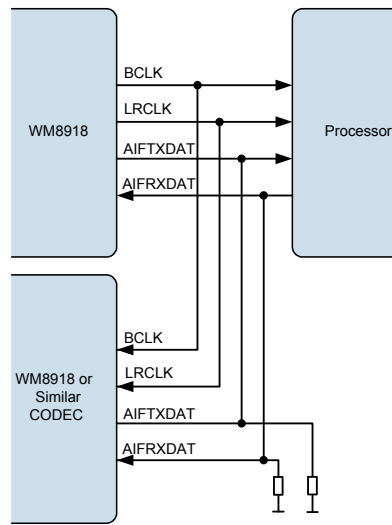 WM8918
BCLK
LRCLK
AIFTXDAT
AIFRXDAT
Processor
WM8918 or
Similar
CODEC
BCLK
LRCLK
AIFTXDAT
AIFRXDAT